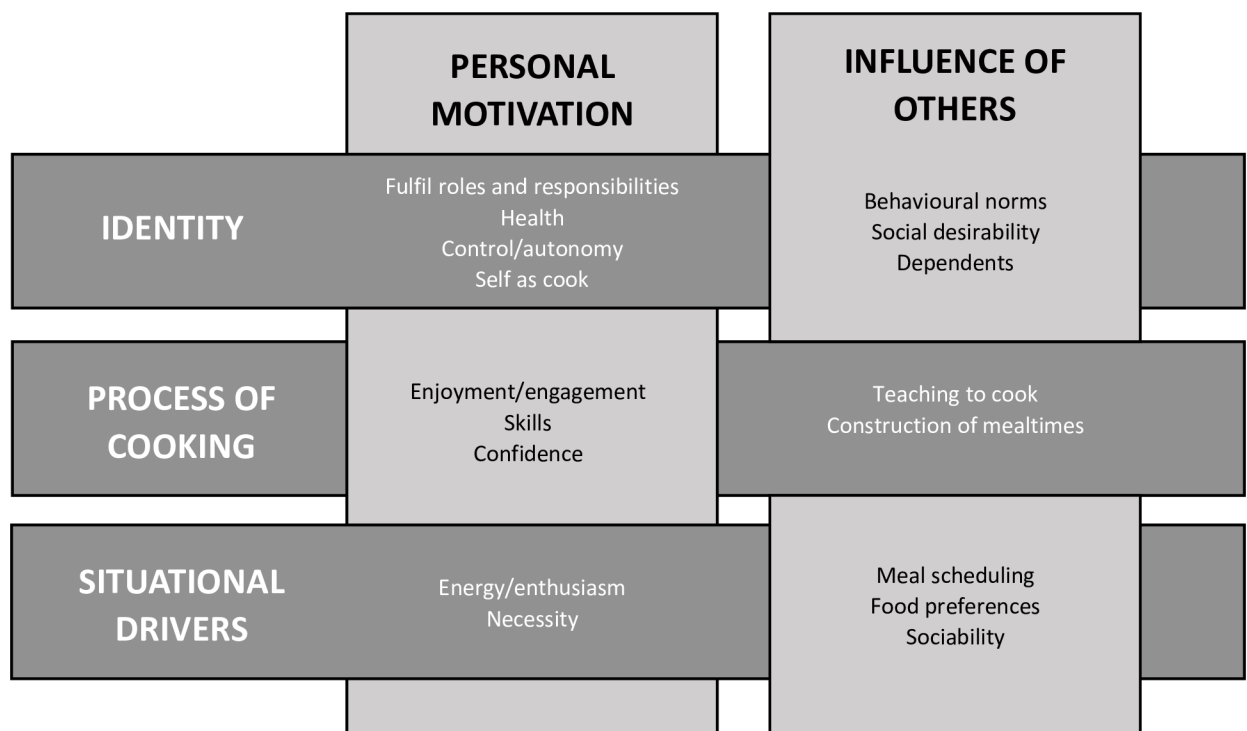 PERSONAL
MOTIVATION
INFLUENCE OF
OTHERS
IDENTITY
Fulfil roles and responsibilities
Health
Control/autonomy
Self as cook
Behavioural norms
Social desirability
Dependents
PROCESS OF
COOKING
Enjoyment/engagement
Skills
Confidence
Teaching to cook
Construction of mealtimes
SITUATIONAL
DRIVERS
Energy/enthusiasm
Necessity
Meal scheduling
Food preferences
Sociability